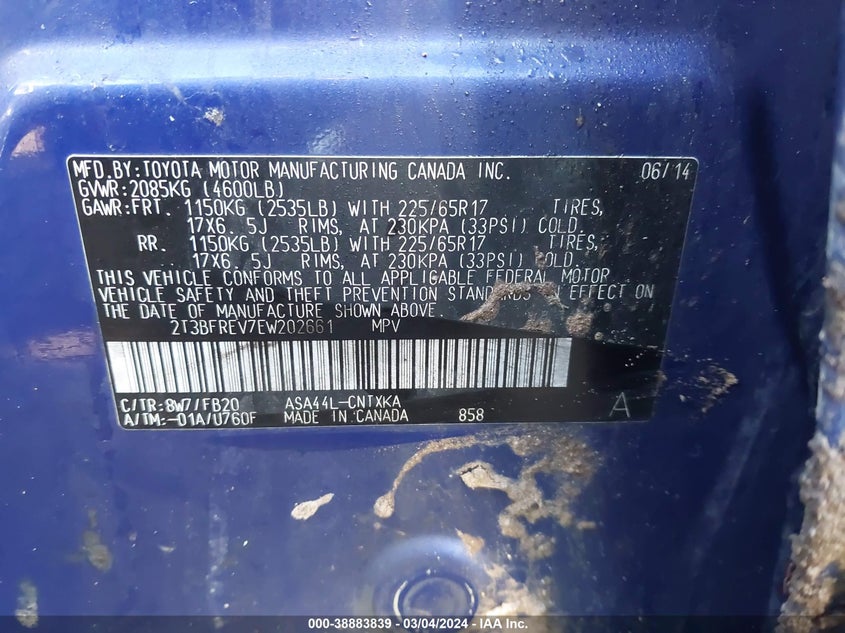 MFD.BY:TOYOTA MOTOR MANUFACTURING CANADA INC. 06/14
GVWR:2085KG (4600LB)
GAWR:FRT. 1150KG (2535LB) WITH 225/65R17 TIRES,
17X6.5J RIMS, AT 230KPA (33PSI) COLD.
RR. 1150KG (2535LB) WITH 225/65R17 TIRES,
17X6.5J RIMS, AT 230KPA (33PSI) COLD.
THIS VEHICLE CONFORMS TO ALL APPLICABLE FEDERAL MOTOR
VEHICLE SAFETY AND THEFT PREVENTION STANDARDS IN EFFECT ON
THE DATE OF MANUFACTURE SHOWN ABOVE.
2T3BFREV7EW202661 MPV
C/TR:8W7/FB20 ASA44L-CNTXKA
A/TM:-01A/U760F MADE IN CANADA 858 A
000-38883839 - 03/04/2024 - IAA Inc.